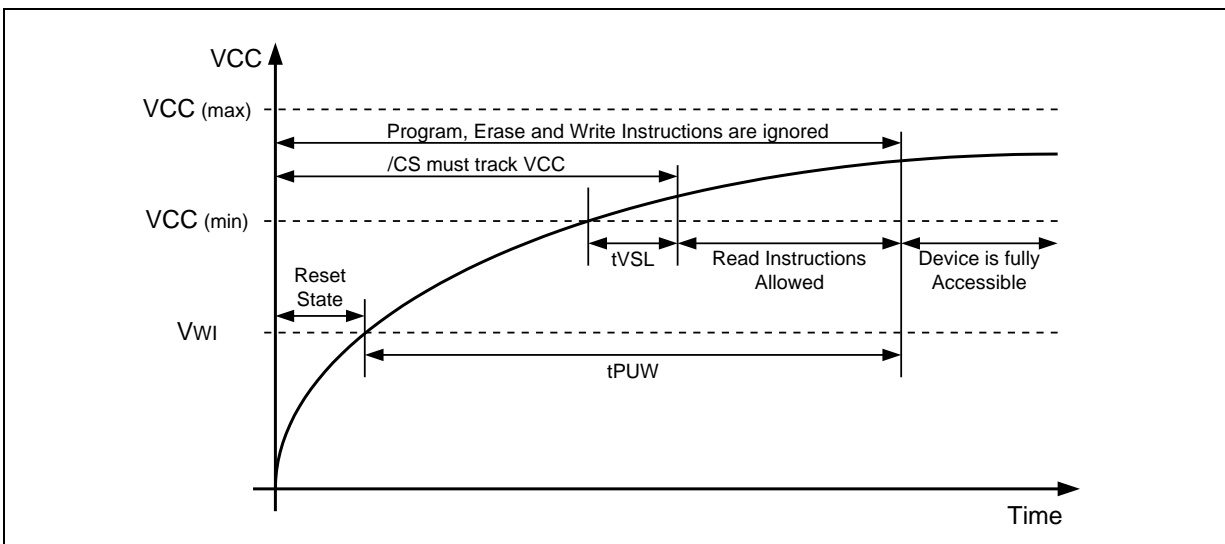 VCC
VCC (max)
Program, Erase and Write Instructions are ignored
/CS must track VCC
VCC (min)
tVSL
Read Instructions
Allowed
Device is fully
Accessible
Reset
State
VWI
tPUW
Time